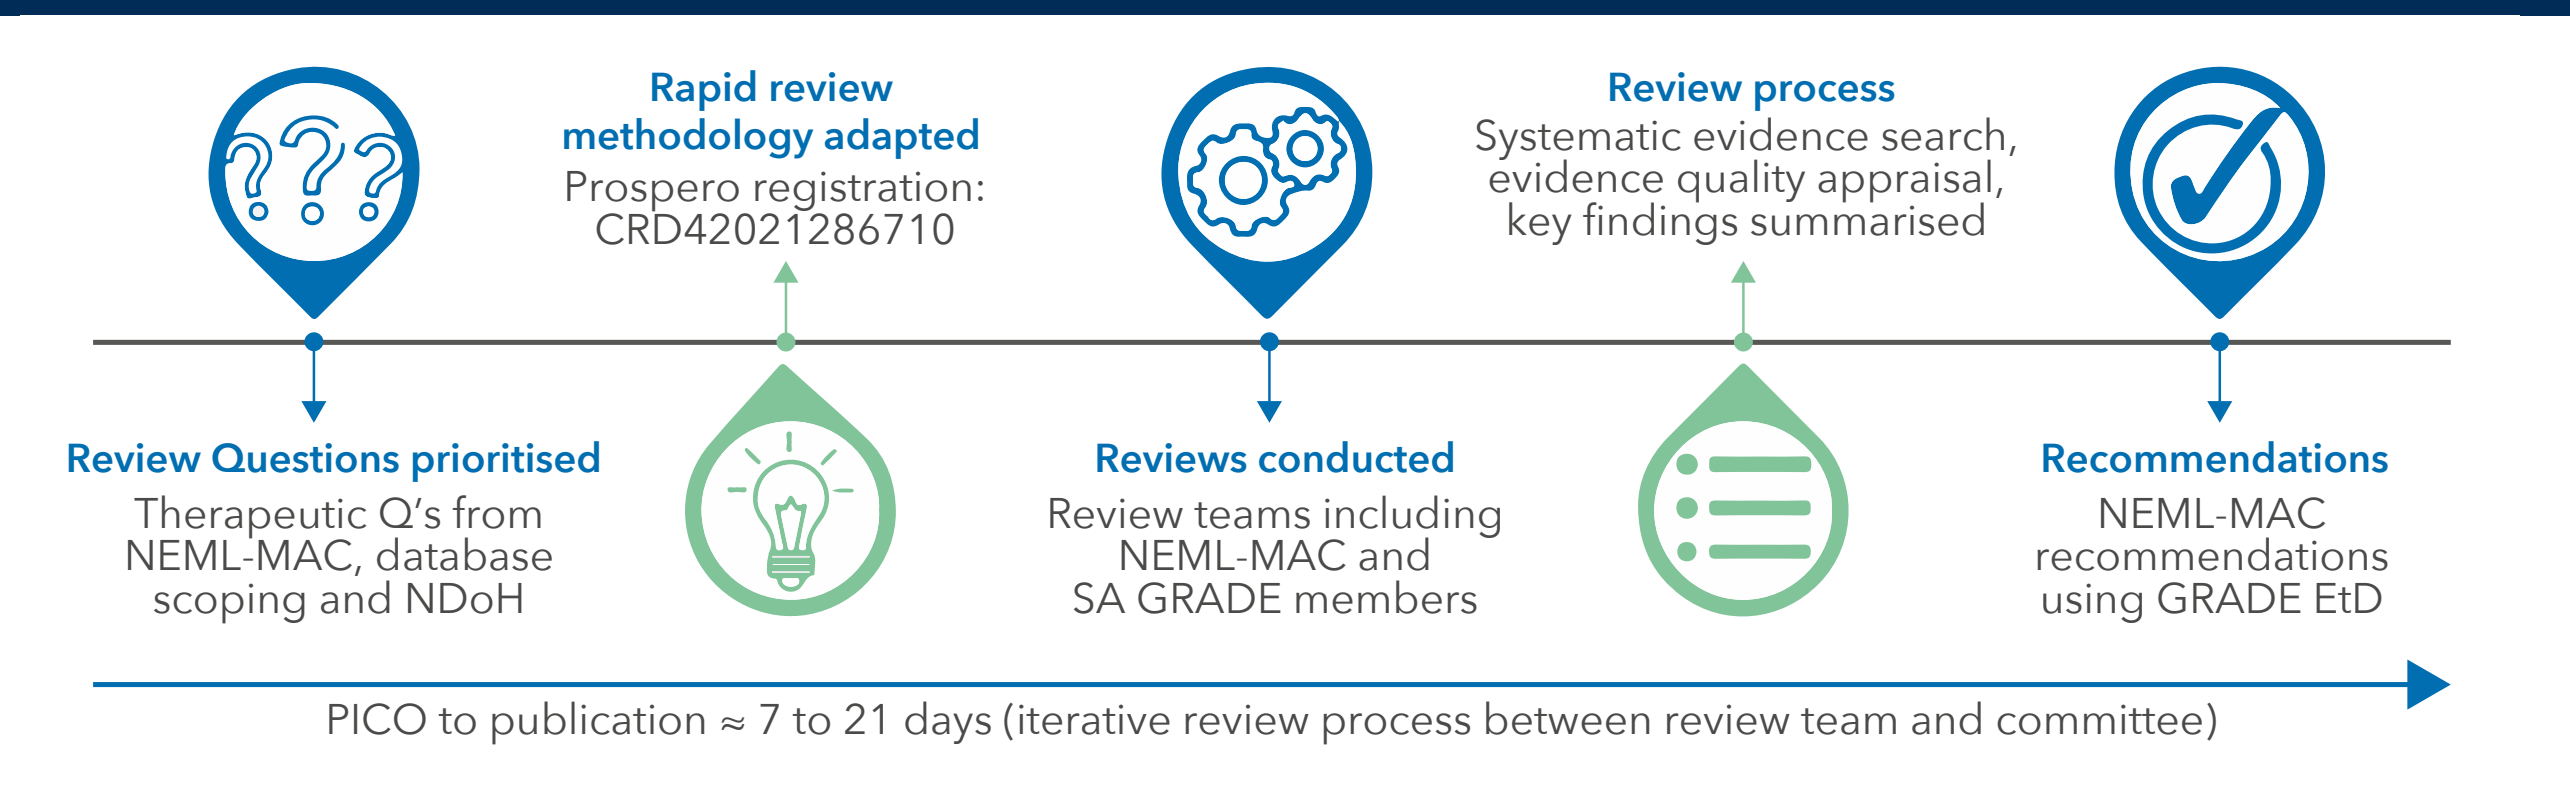 Review Questions prioritised
Therapeutic Q’s from
NEML-MAC, database
scoping and NDoH
Rapid review
methodology adapted
Prospero registration:
CRD42021286710
Reviews conducted
Review teams including
NEML-MAC and
SA GRADE members
Review process
Systematic evidence search,
evidence quality appraisal,
key findings summarised
Recommendations
NEML-MAC
recommendations
using GRADE EtD
PICO to publication ≈ 7 to 21 days (iterative review process between review team and committee)